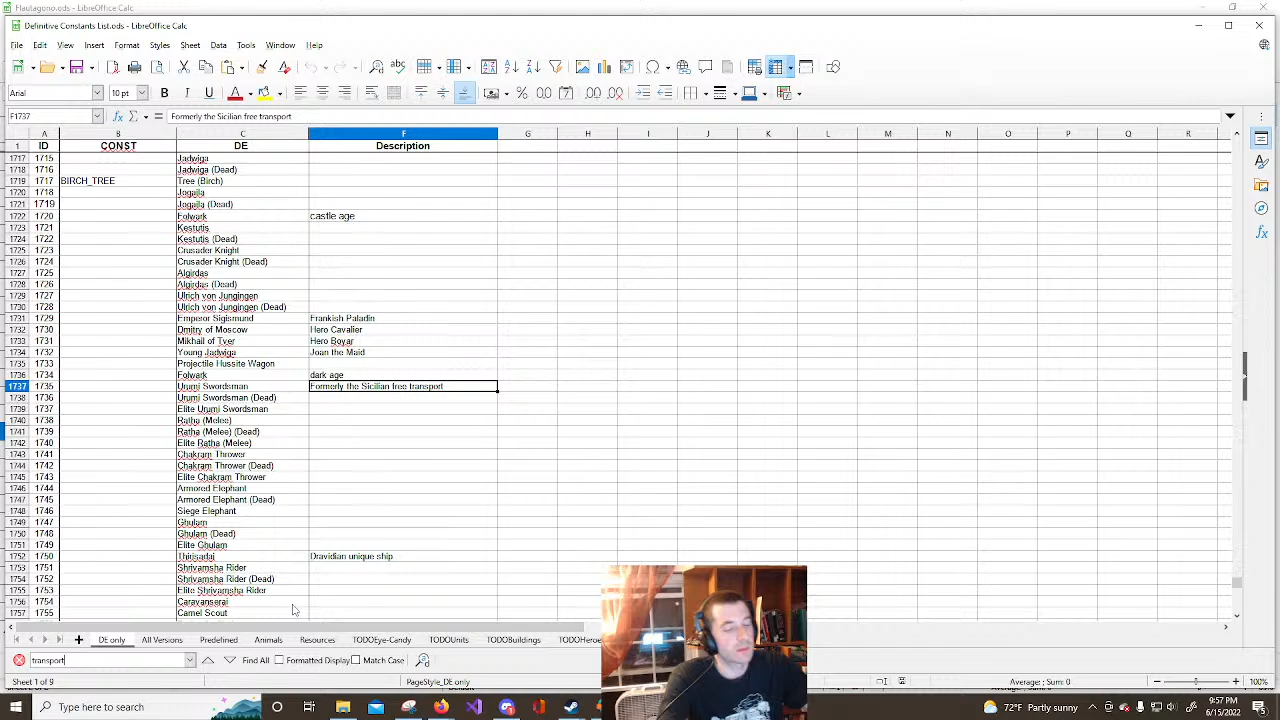 Flautagono.ods - LibreOffice Calc
Definitive Constants List.ods - LibreOffice Calc
File Edit View Insert Format Styles Sheet Data Tools Window Help
Arial 10 pt
F1737 Formerly the Sicilian free transport
A B C F G H I J K L M N O P Q R
1 ID CONST DE Description
1717 1715 Jadwiga
1718 1716 Jadwiga (Dead)
1719 1717 BIRCH_TREE Tree (Birch)
1720 1718 Jogaila
1721 1719 Jogaila (Dead)
1722 1720 Folwark castle age
1723 1721 Kestutis
1724 1722 Kestutis (Dead)
1725 1723 Crusader Knight
1726 1724 Crusader Knight (Dead)
1727 1725 Algirdas
1728 1726 Algirdas (Dead)
1729 1727 Ulrich von Jungingen
1730 1728 Ulrich von Jungingen (Dead)
1731 1729 Emperor Sigismund Frankish Paladin
1732 1730 Dmitry of Moscow Hero Cavalier
1733 1731 Mikhail of Tver Hero Boyar
1734 1732 Young Jadwiga Joan the Maid
1735 1733 Projectile Hussite Wagon
1736 1734 Folwark dark age
1737 1735 Urumi Swordsman Formerly the Sicilian free transport
1738 1736 Urumi Swordsman (Dead)
1739 1737 Elite Urumi Swordsman
1740 1738 Ratha (Melee)
1741 1739 Ratha (Melee) (Dead)
1742 1740 Elite Ratha (Melee)
1743 1741 Chakram Thrower
1744 1742 Chakram Thrower (Dead)
1745 1743 Elite Chakram Thrower
1746 1744 Armored Elephant
1747 1745 Armored Elephant (Dead)
1748 1746 Siege Elephant
1749 1747 Ghulam
1750 1748 Ghulam (Dead)
1751 1749 Elite Ghulam
1752 1750 Thirisadai Dravidian unique ship
1753 1751 Shrivamsha Rider
1754 1752 Shrivamsha Rider (Dead)
1755 1753 Elite Shrivamsha Rider
1756 1754 Caravanserai
1757 1755 Camel Scout
DE only All Versions Predefined Animals Resources TODOEye-Candy TODOUnits TODOBuildings TODOHeroe
transport Find All Formatted Display Match Case
Sheet 1 of 9 PageStyle_DE only Average: ; Sum: 0 100%
Type here to search 9:57 PM
6/15/2022